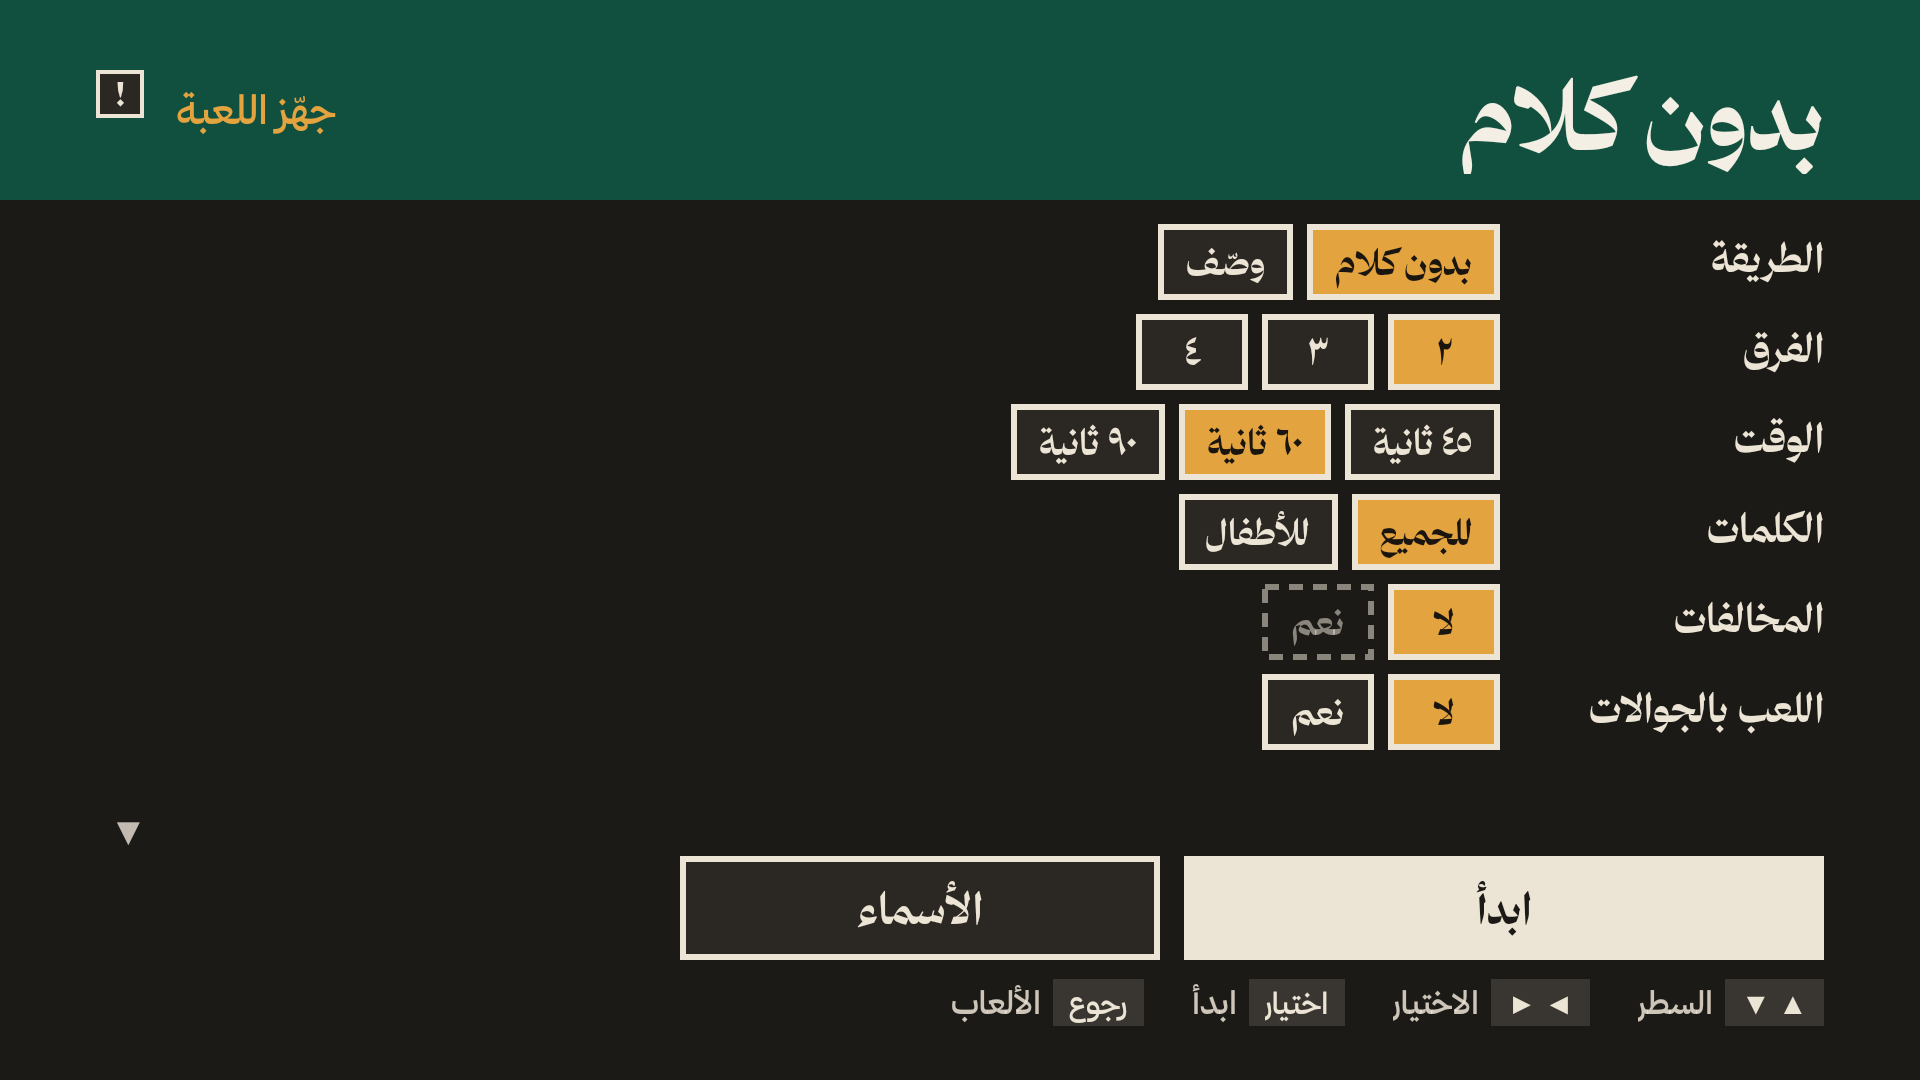 بدون كلام
جهّز اللعبة
!
الطريقة بدون كلام وصّف
الفرق ٢ ٣ ٤
الوقت ٤٥ ثانية ٦٠ ثانية ٩٠ ثانية
الكلمات للجميع للأطفال
المخالفات لا نعم
اللعب بالجوالات لا نعم
▼
ابدأ الأسماء
▲ ▼ السطر ◀ ▶ الاختيار اختيار ابدأ رجوع الألعاب